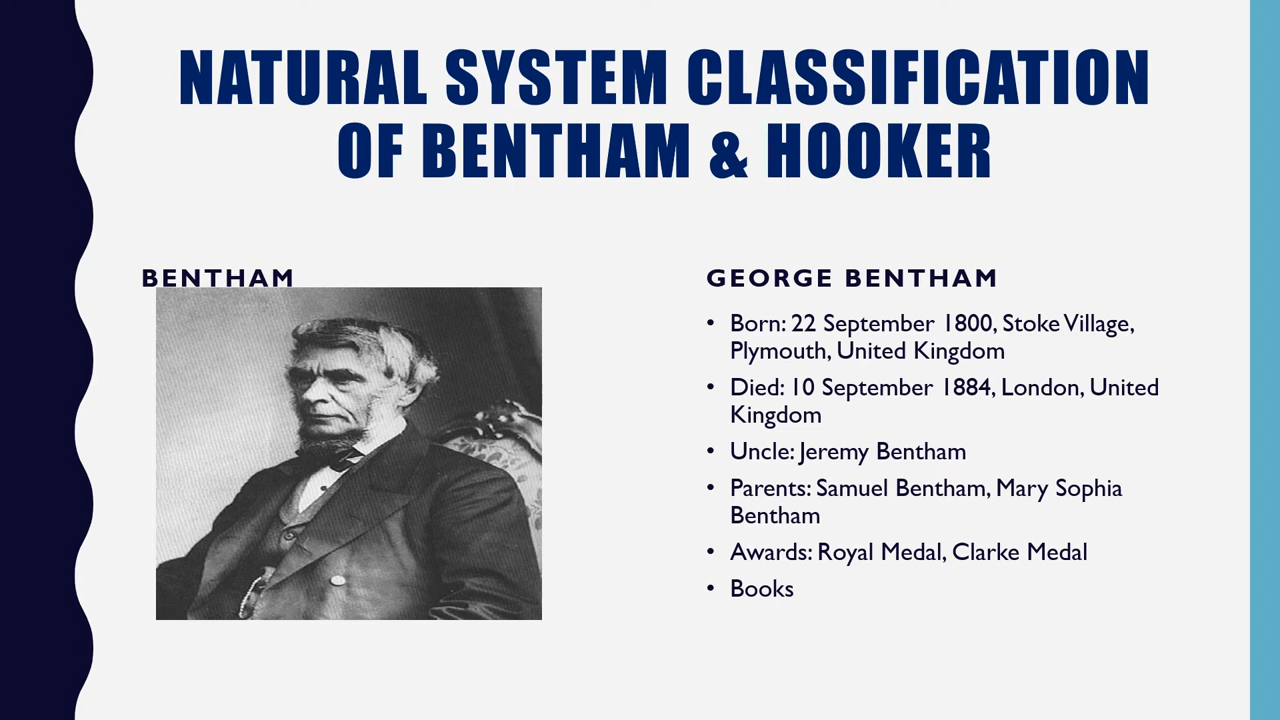 NATURAL SYSTEM CLASSIFICATION
OF BENTHAM & HOOKER
BENTHAM
GEORGE BENTHAM
• Born: 22 September 1800, Stoke Village,
Plymouth, United Kingdom
• Died: 10 September 1884, London, United
Kingdom
• Uncle: Jeremy Bentham
• Parents: Samuel Bentham, Mary Sophia
Bentham
• Awards: Royal Medal, Clarke Medal
• Books